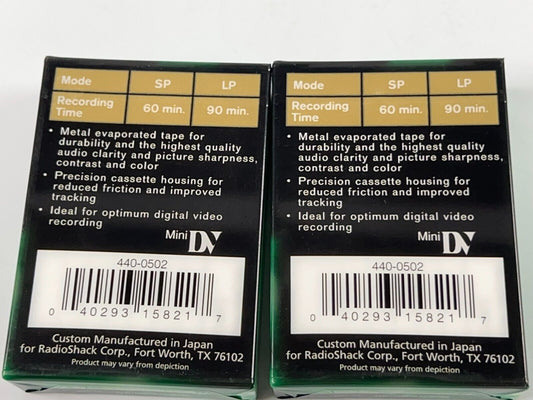 Mode SP LP
Recording Time 60 min. 90 min.
• Metal evaporated tape for
durability and the highest quality
audio clarity and picture sharpness,
contrast and color
• Precision cassette housing for
reduced friction and improved
tracking
• Ideal for optimum digital video
recording
Mini DV
440-0502
0 40293 15821 7
Custom Manufactured in Japan
for RadioShack Corp., Fort Worth, TX 76102
Product may vary from depiction
Mode SP LP
Recording Time 60 min. 90 min.
• Metal evaporated tape for
durability and the highest quality
audio clarity and picture sharpness,
contrast and color
• Precision cassette housing for
reduced friction and improved
tracking
• Ideal for optimum digital video
recording
Mini DV
440-0502
0 40293 15821 7
Custom Manufactured in Japan
for RadioShack Corp., Fort Worth, TX 76102
Product may vary from depiction